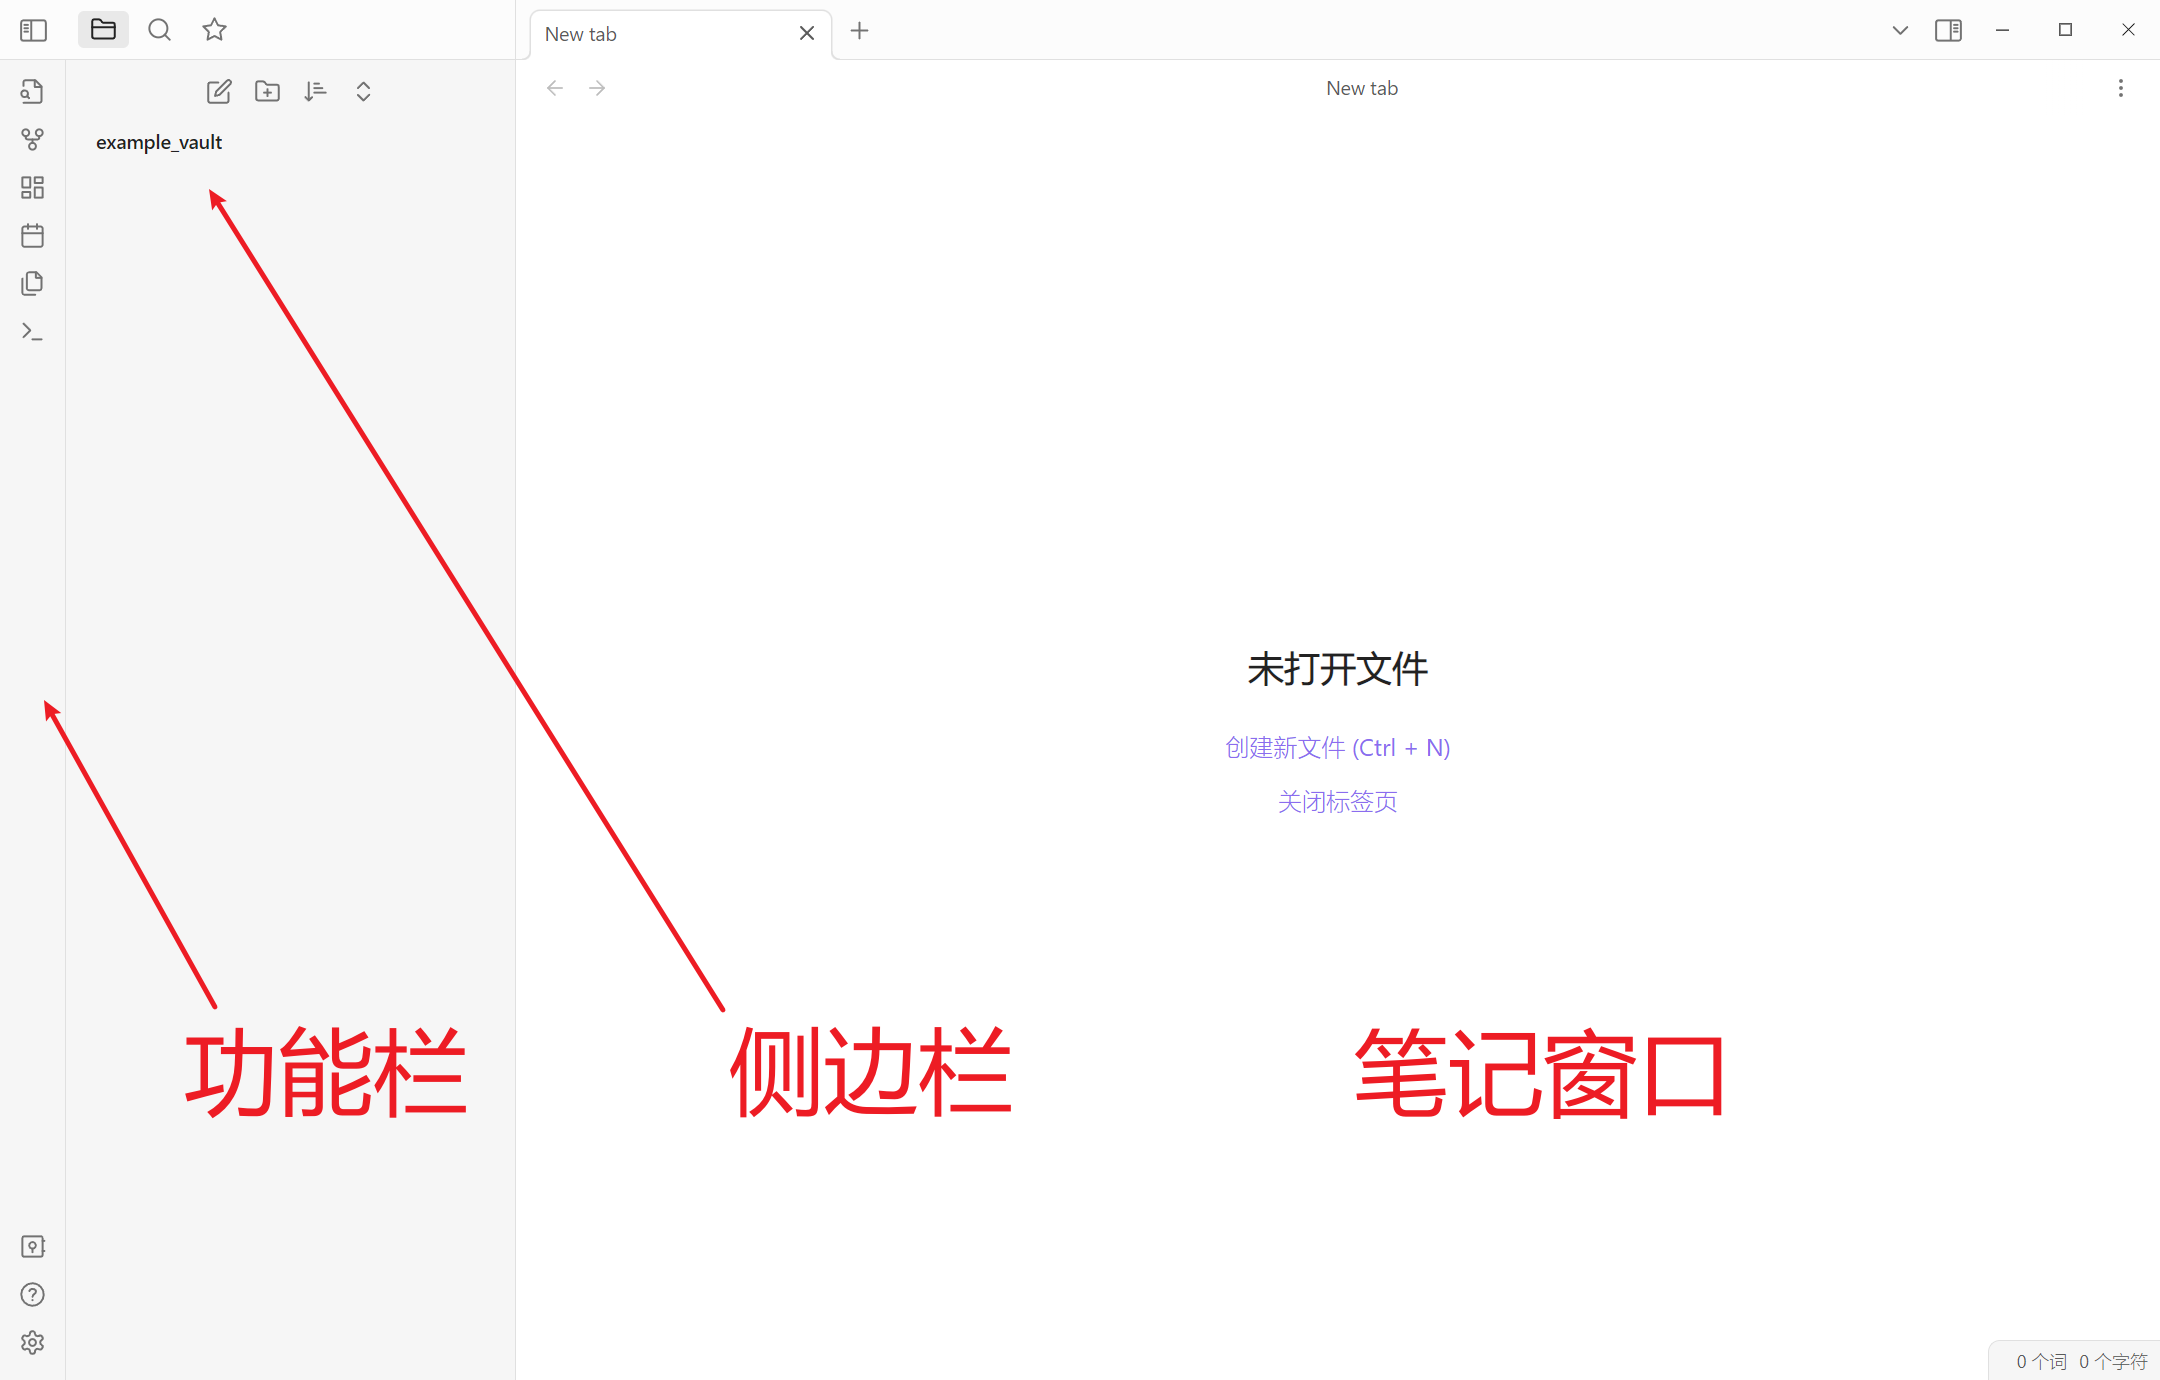 New tab
New tab
example_vault
未打开文件
创建新文件 (Ctrl + N)
关闭标签页
功能栏
侧边栏
笔记窗口
0 个词 0 个字符